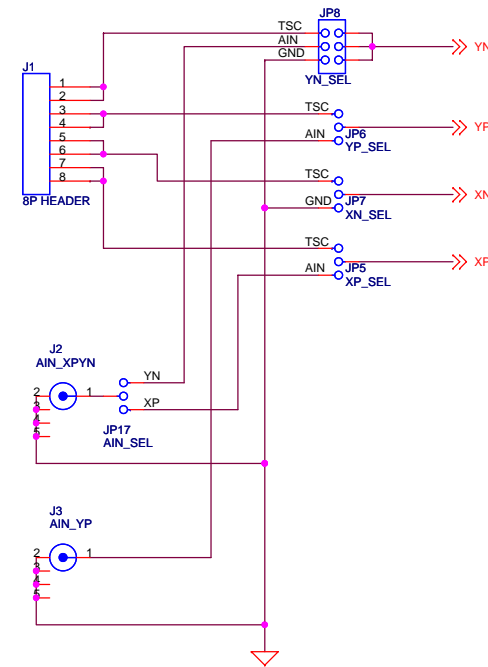 JP8
TSC
AIN
GND
YN_SEL
YN
J1
1
2
3
4
5
6
7
8
8P HEADER
TSC
AIN
JP6
YP_SEL
YP
TSC
GND
JP7
XN_SEL
XN
TSC
AIN
JP5
XP_SEL
XP
J2
AIN_XPYN
2
1
3
4
5
YN
XP
JP17
AIN_SEL
J3
AIN_YP
2
1
3
4
5